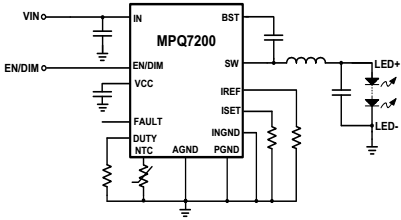 VIN
IN
BST
MPQ7200
EN/DIM
EN/DIM
SW
LED+
VCC
IREF
ISET
FAULT
INGND
LED-
DUTY
NTC
AGND
PGND